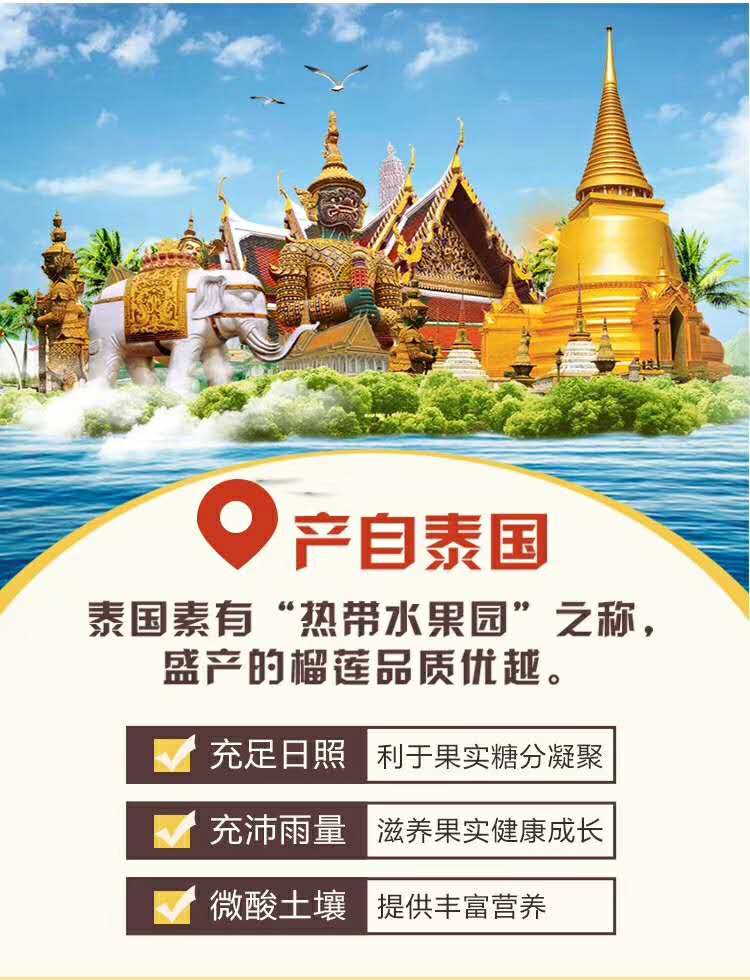 产自泰国
泰国素有“热带水果园”之称，
盛产的榴莲品质优越。
充足日照 利于果实糖分凝聚
充沛雨量 滋养果实健康成长
微酸土壤 提供丰富营养